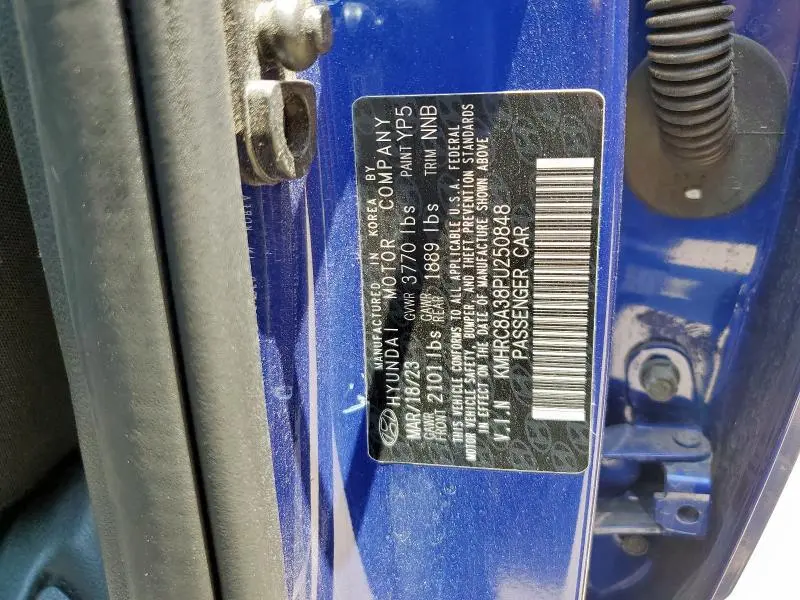 MANUFACTURED IN KOREA BY
HYUNDAI MOTOR COMPANY
MAR/18/23 GVWR 3770 lbs PAINT YP5
GAWR FRONT 2101 lbs GAWR REAR 1889 lbs TRIM NNB
THIS VEHICLE CONFORMS TO ALL APPLICABLE U.S.A. FEDERAL
MOTOR VEHICLE SAFETY, BUMPER, AND THEFT PREVENTION STANDARDS
IN EFFECT ON THE DATE OF MANUFACTURE SHOWN ABOVE
V.I.N KMHRC8A38PU250848
PASSENGER CAR